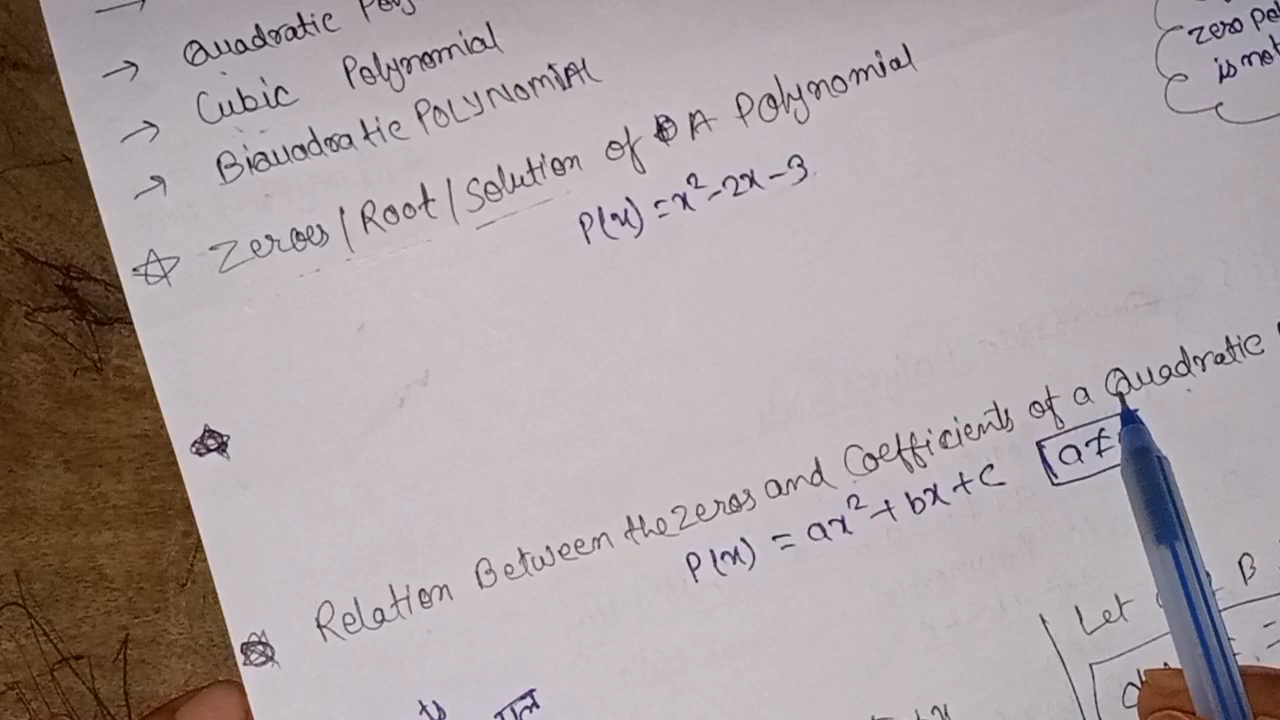 → Quadratic
→ Cubic Polynomial
→ Biquadratic POLYNOMIAL
zero
is not
☆ Zeroes / Root / Solution of A Polynomial
P(x) = x² - 2x - 3
Relation Between the zeros and Coefficients of a Quadratic
P(x) = ax² + bx + c a ≠
Let B